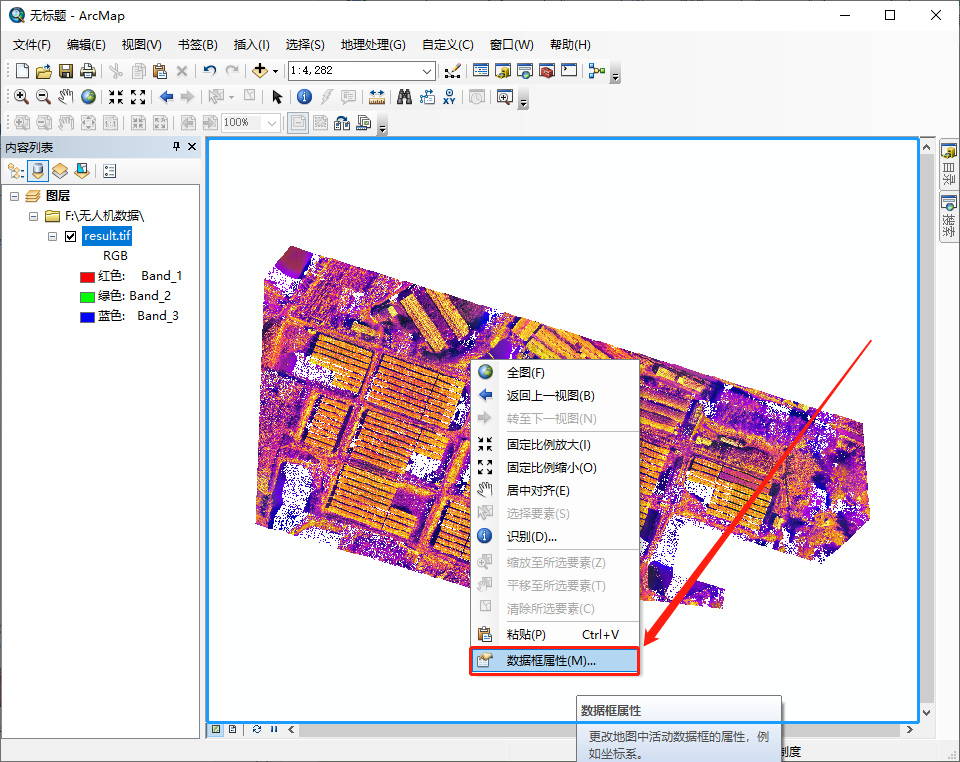 无标题 - ArcMap
文件(F) 编辑(E) 视图(V) 书签(B) 插入(I) 选择(S) 地理处理(G) 自定义(C) 窗口(W) 帮助(H)
1:4,282
XY
1:1 100%
内容列表
图层
F:\无人机数据\
result.tif
RGB
红色: Band_1
绿色: Band_2
蓝色: Band_3
全图(F)
返回上一视图(B)
转至下一视图(N)
固定比例放大(I)
固定比例缩小(O)
居中对齐(E)
选择要素(S)
识别(D)...
缩放至所选要素(Z)
平移至所选要素(T)
清除所选要素(C)
粘贴(P) Ctrl+V
数据框属性(M)...
数据框属性
更改地图中活动数据框的属性，例
如坐标系。
制度
目录
搜索